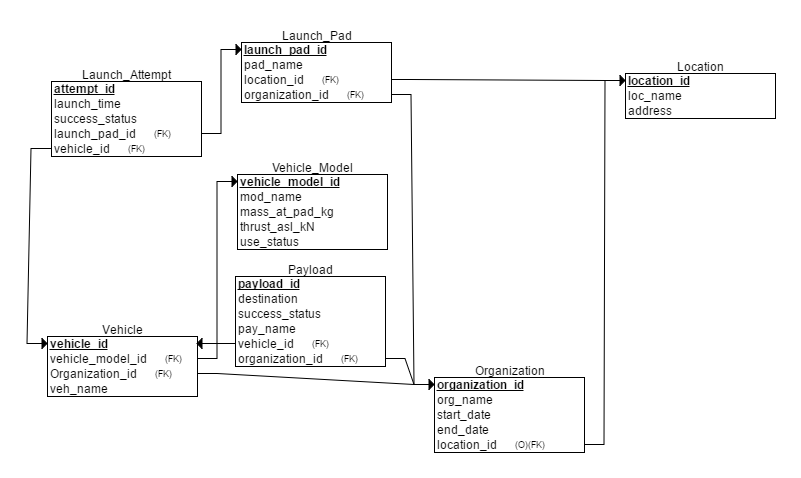 Launch_Pad
launch_pad_id
pad_name
location_id (FK)
organization_id (FK)
Location
location_id
loc_name
address
Launch_Attempt
attempt_id
launch_time
success_status
launch_pad_id (FK)
vehicle_id (FK)
Vehicle_Model
vehicle_model_id
mod_name
mass_at_pad_kg
thrust_asl_kN
use_status
Payload
payload_id
destination
success_status
pay_name
vehicle_id (FK)
organization_id (FK)
Vehicle
vehicle_id
vehicle_model_id (FK)
Organization_id (FK)
veh_name
Organization
organization_id
org_name
start_date
end_date
location_id (O)(FK)